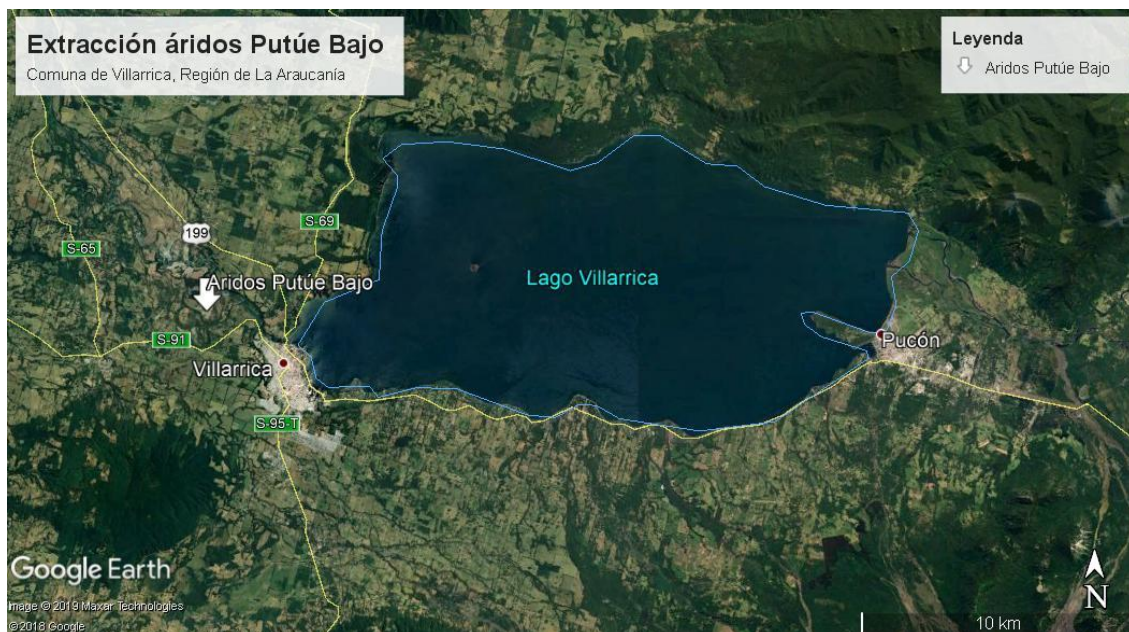 Extracción áridos Putúe Bajo
Comuna de Villarrica, Región de La Araucanía
Leyenda
Aridos Putúe Bajo
S-69
199
S-65
Aridos Putúe Bajo
Lago Villarrica
S-91
Pucón
Villarrica
S-95-T
Google Earth
Image © 2019 Maxar Technologies
©2018 Google
N
10 km